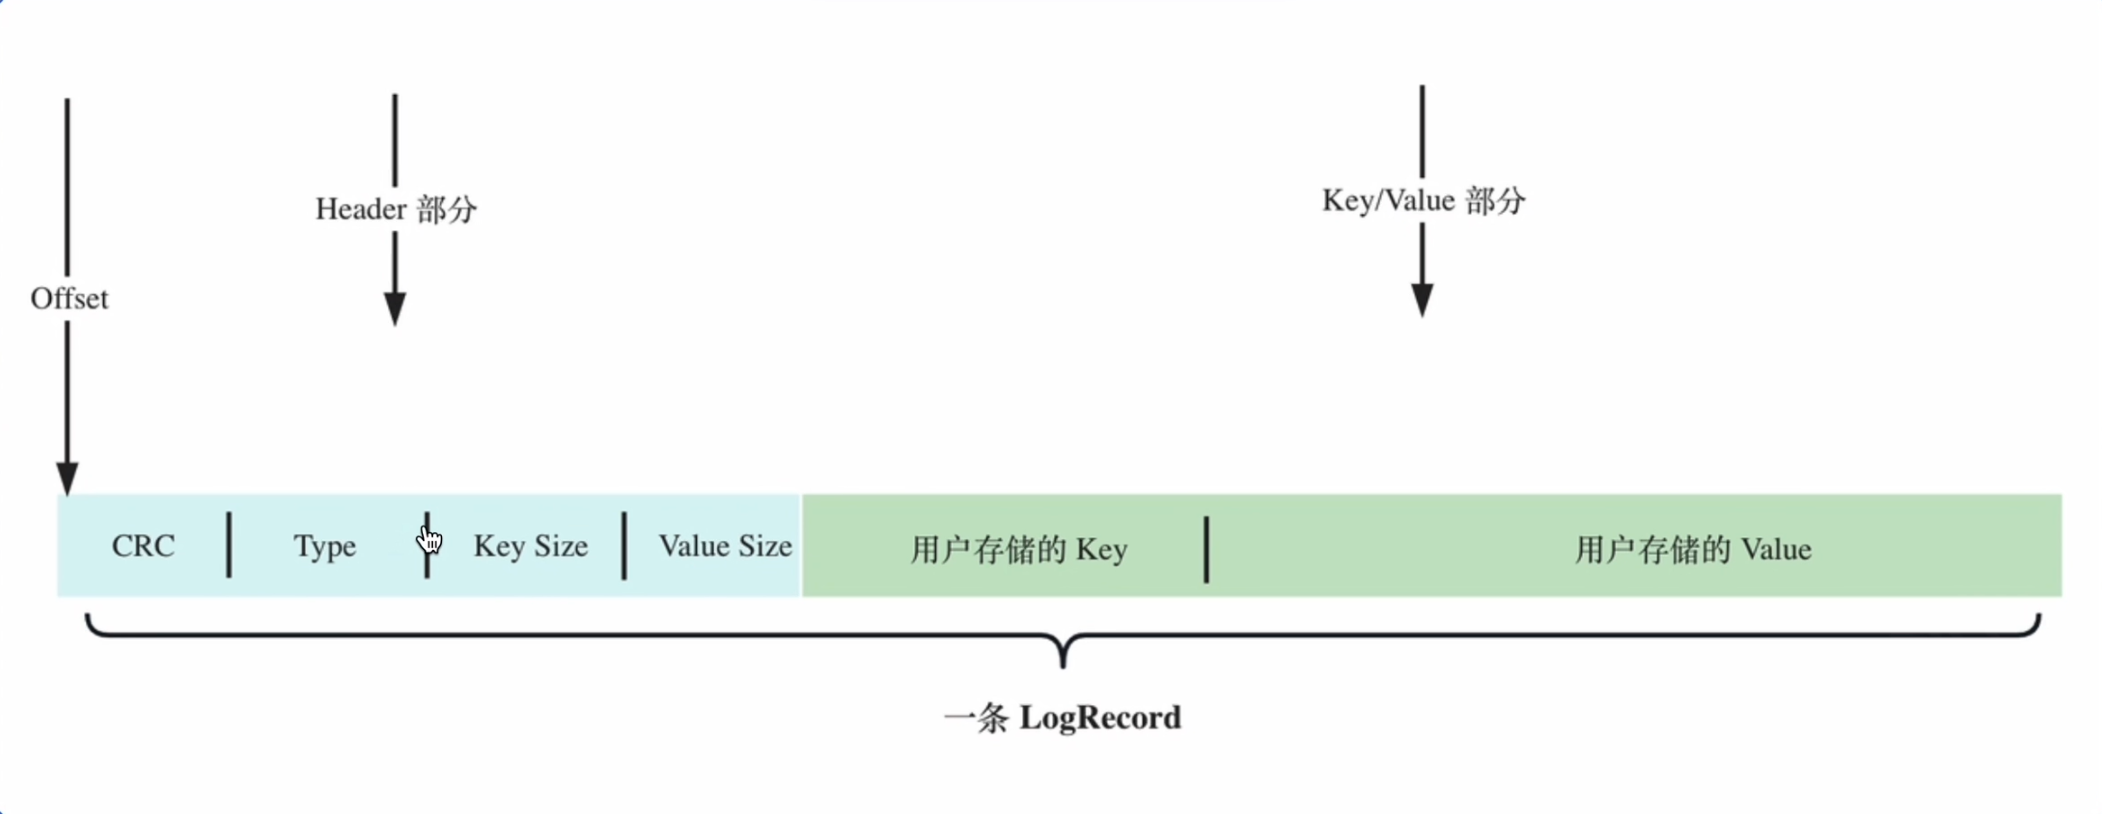 Header 部分
Key/Value 部分
Offset
CRC
Type
Key Size
Value Size
用户存储的 Key
用户存储的 Value
一条 LogRecord